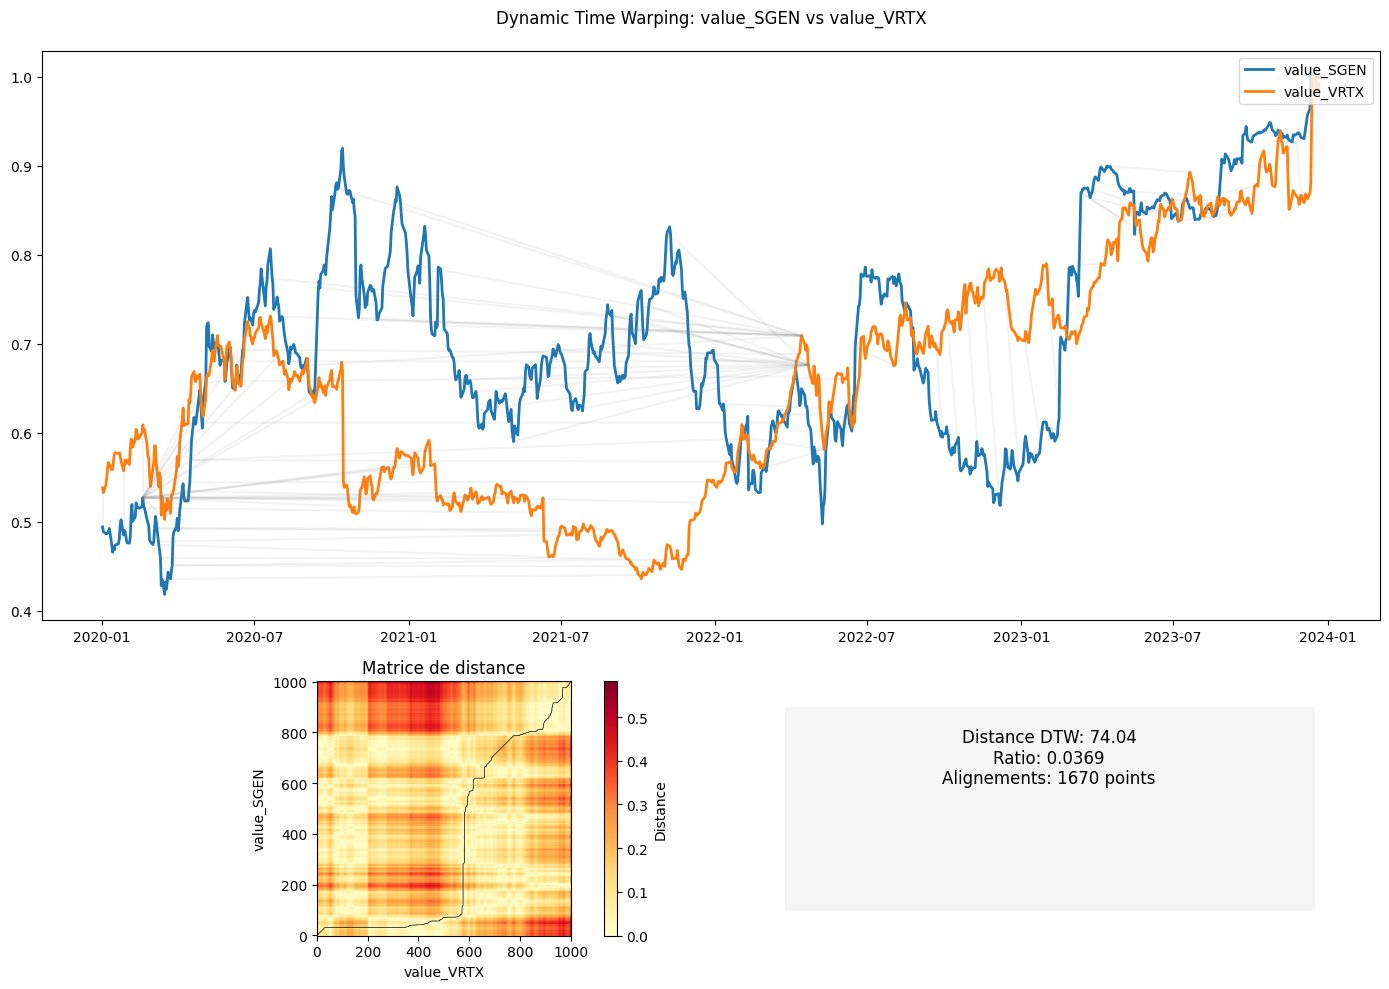 Dynamic Time Warping: value_SGEN vs value_VRTX
value_SGEN
value_VRTX
1.0
0.9
0.8
0.7
0.6
0.5
0.4
2020-01 2020-07 2021-01 2021-07 2022-01 2022-07 2023-01 2023-07 2024-01
Matrice de distance
value_SGEN
1000
800
600
400
200
0
0 200 400 600 800 1000
value_VRTX
0.5
0.4
0.3
0.2
0.1
0.0
Distance
Distance DTW: 74.04
Ratio: 0.0369
Alignements: 1670 points